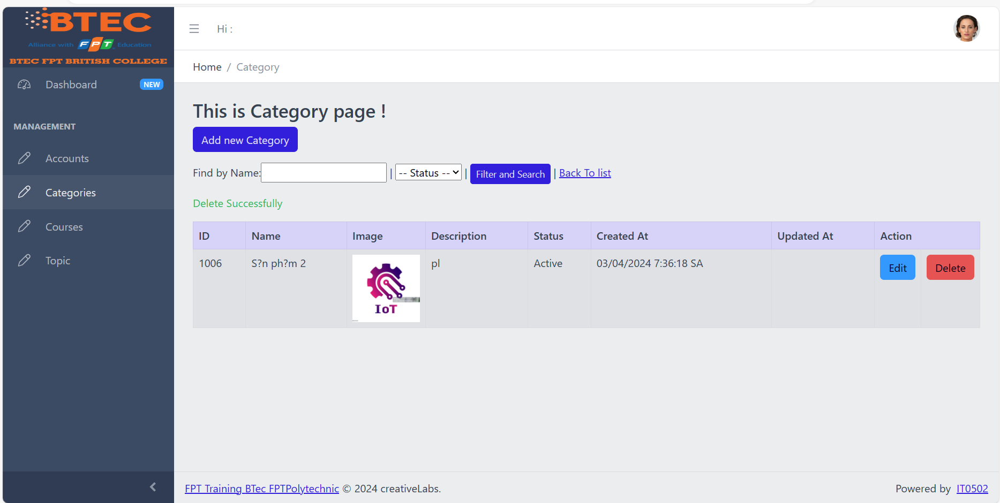 BTEC
Alliance with FPT Education
BTEC FPT BRITISH COLLEGE
Dashboard NEW
MANAGEMENT
Accounts
Categories
Courses
Topic
Hi :
Home / Category
This is Category page !
Add new Category
Find by Name: | -- Status -- | Filter and Search | Back To list
Delete Successfully
ID Name Image Description Status Created At Updated At Action
1006 S?n ph?m 2 pl Active 03/04/2024 7:36:18 SA Edit Delete
IoT
FPT Training BTec FPTPolytechnic © 2024 creativeLabs.
Powered by IT0502